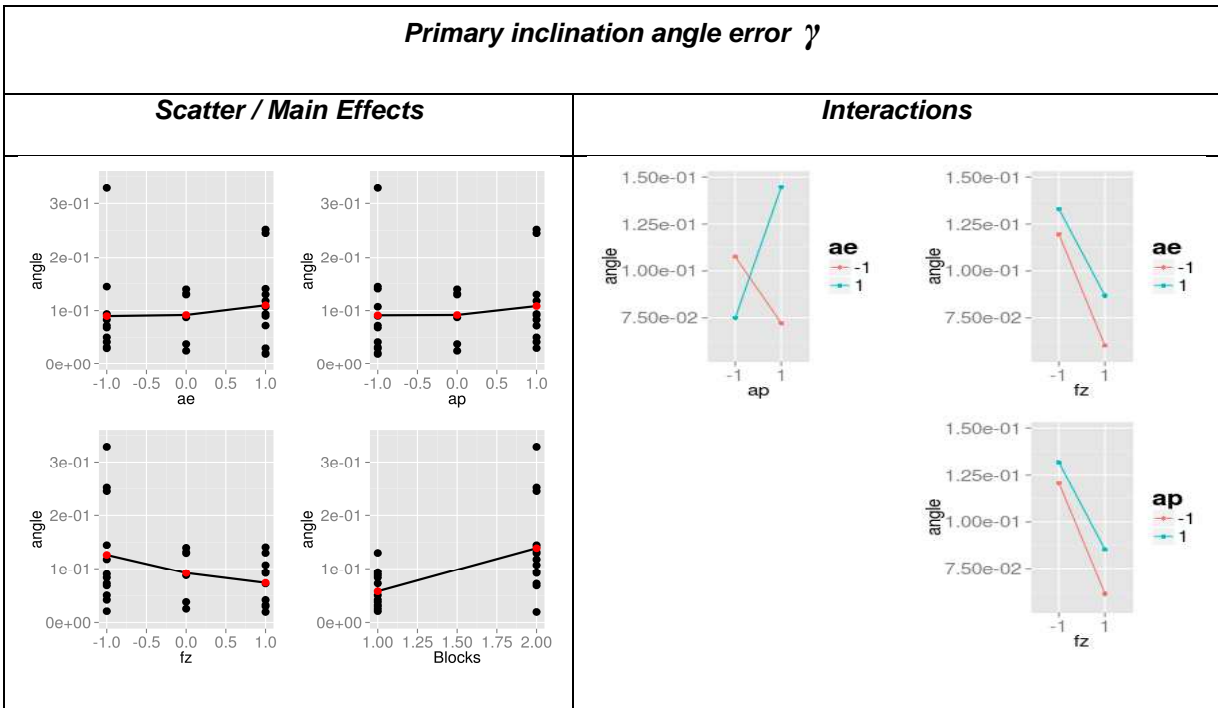 Primary inclination angle error γ
Scatter / Main Effects
Interactions
3e-01
2e-01
1e-01
0e+00
angle
-1.0 -0.5 0.0 0.5 1.0
ae
3e-01
2e-01
1e-01
0e+00
angle
-1.0 -0.5 0.0 0.5 1.0
ap
3e-01
2e-01
1e-01
0e+00
angle
-1.0 -0.5 0.0 0.5 1.0
fz
3e-01
2e-01
1e-01
0e+00
angle
1.00 1.25 1.50 1.75 2.00
Blocks
1.50e-01
1.25e-01
1.00e-01
7.50e-02
angle
-1 1
ap
ae
-1
1
1.50e-01
1.25e-01
1.00e-01
7.50e-02
angle
-1 1
fz
ae
-1
1
1.50e-01
1.25e-01
1.00e-01
7.50e-02
angle
-1 1
fz
ap
-1
1